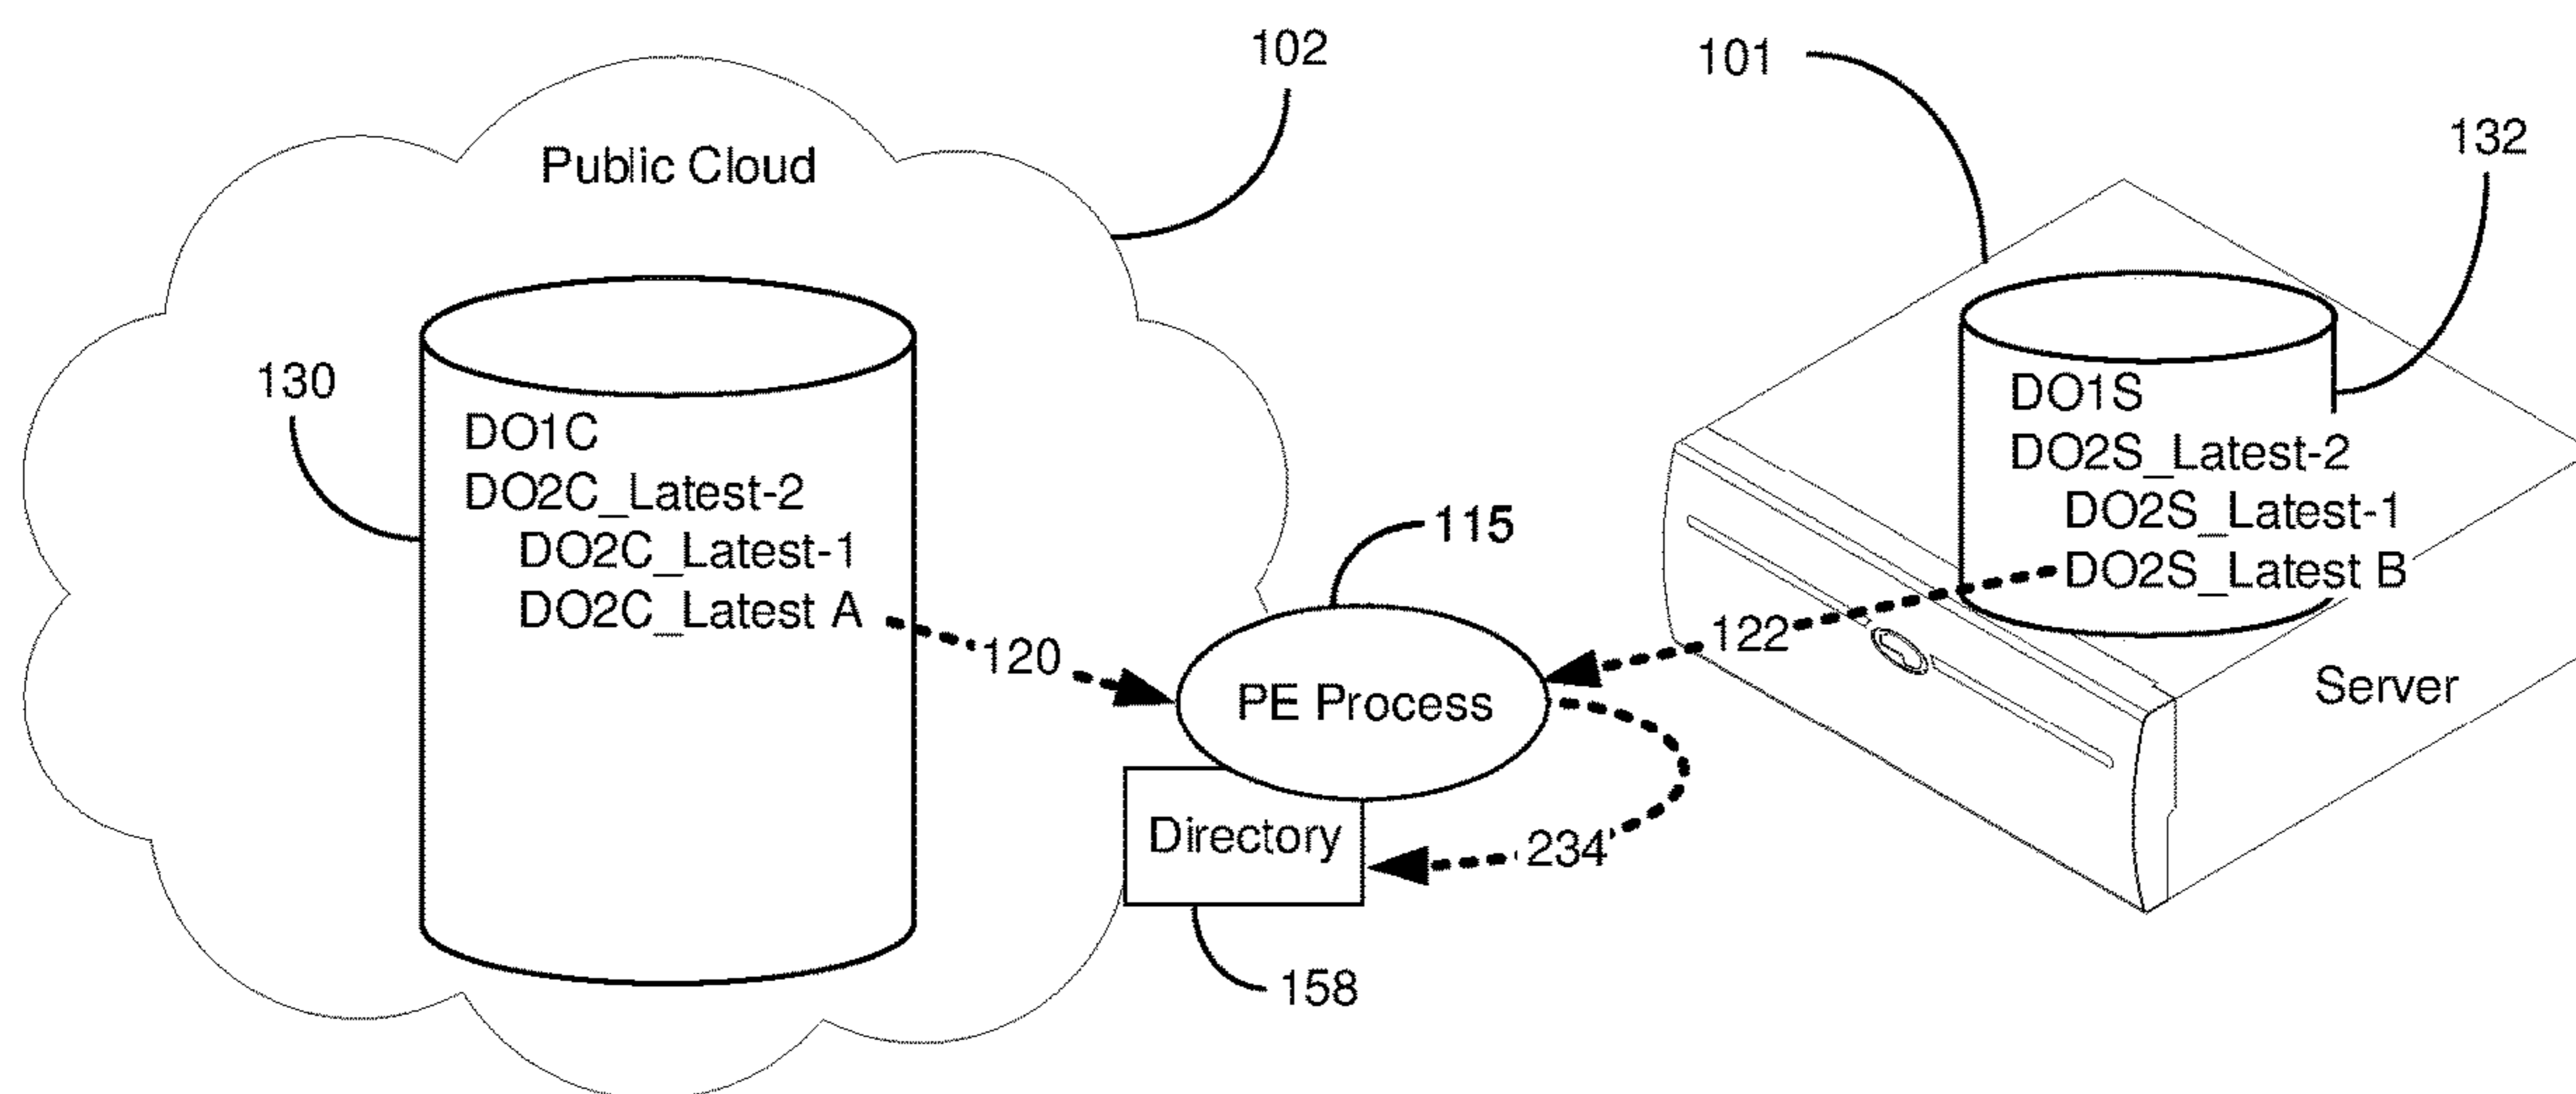 102
101
132
Public Cloud
130
DO1C
DO2C_Latest-2
DO2C_Latest-1
DO2C_Latest A
DO1S
DO2S_Latest-2
DO2S_Latest-1
DO2S_Latest B
115
120
122
PE Process
Server
Directory
234
158